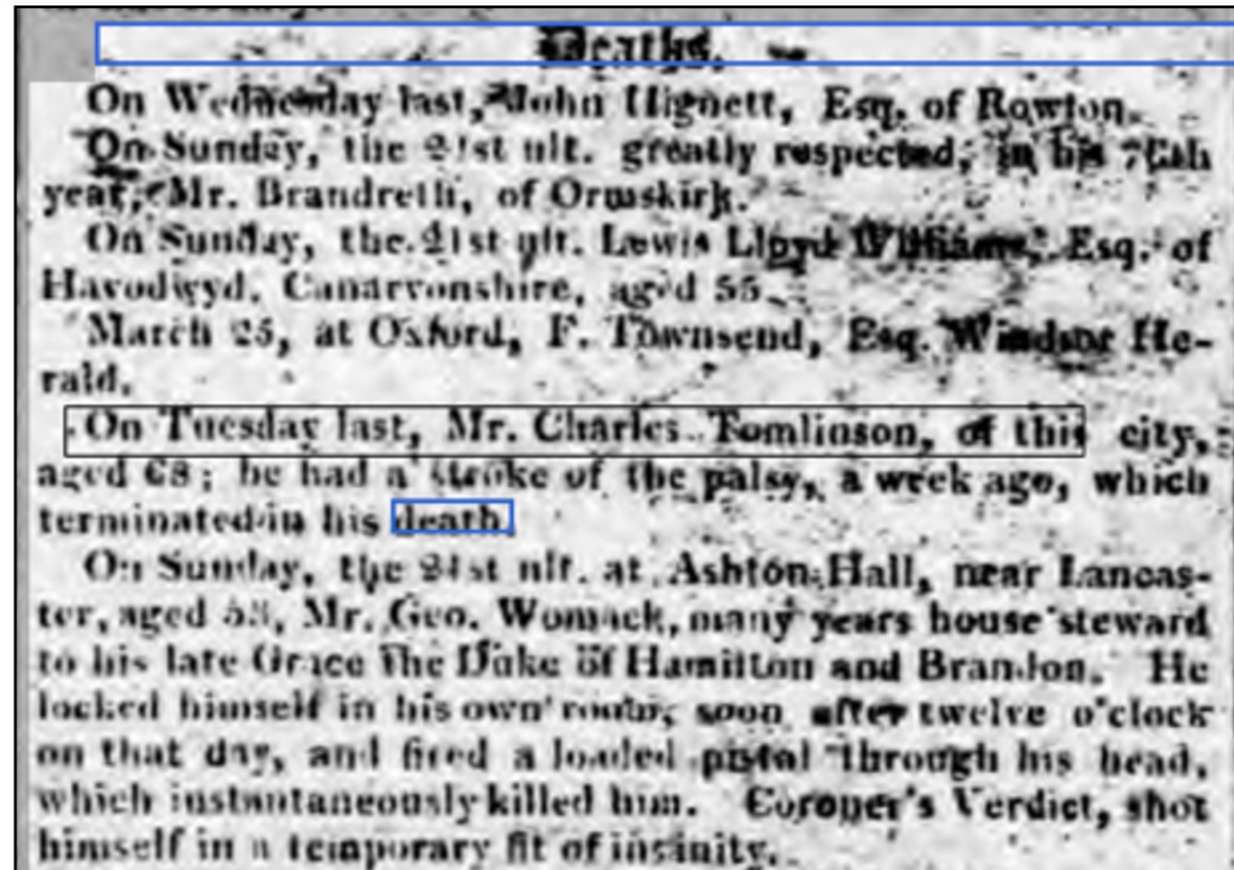 Deaths.
On Wednesday last, John Hignett, Esq. of Rowton.
On Sunday, the 21st ult. greatly respected, in his
year, Mr. Brandreth, of Ormskirk.
On Sunday, the 21st ult. Lewis Lloyd Williams, Esq. of
Havodwyd, Canarvonshire, aged 55.
March 25, at Oxford, F. Townsend, Esq. Windsor He-
rald.
On Tuesday last, Mr. Charles Tomlinson, of this city,
aged 68; he had a stroke of the palsy, a week ago, which
terminated in his death.
On Sunday, the 21st ult. at Ashton Hall, near Lancas-
ter, aged 53, Mr. Geo. Womack, many years house steward
to his late Grace the Duke of Hamilton and Brandon. He
locked himself in his own room, soon after twelve o'clock
on that day, and fired a loaded pistol through his head,
which instantaneously killed him. Coroner's Verdict, shot
himself in a temporary fit of insanity.